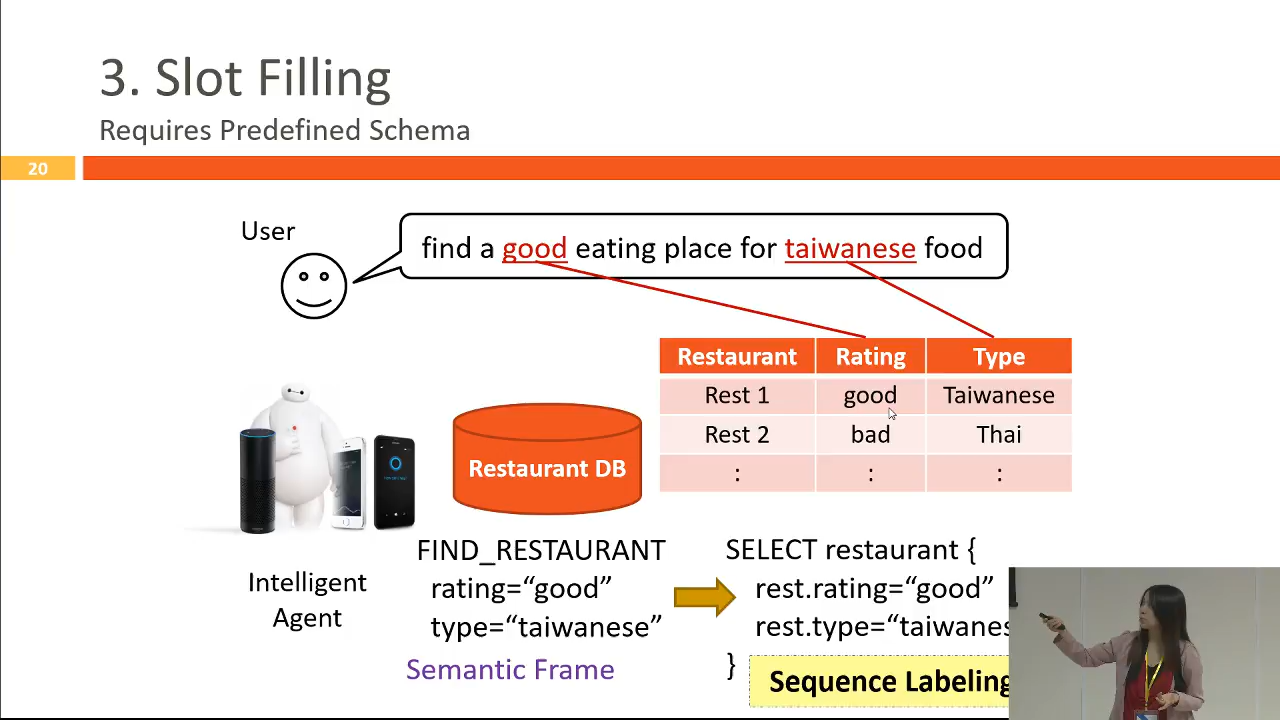 3. Slot Filling
Requires Predefined Schema
20
User
find a good eating place for taiwanese food
Restaurant Rating Type
Rest 1 good Taiwanese
Rest 2 bad Thai
: : :
Restaurant DB
Intelligent
Agent
FIND_RESTAURANT
rating=“good”
type=“taiwanese”
Semantic Frame
SELECT restaurant {
rest.rating=“good”
rest.type=“taiwanes
}
Sequence Labeling